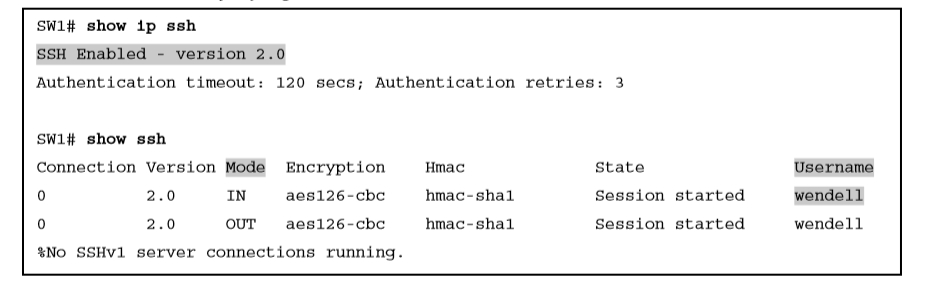 SW1# show ip ssh
SSH Enabled - version 2.0
Authentication timeout: 120 secs; Authentication retries: 3
SW1# show ssh
Connection Version Mode Encryption Hmac State Username
0 2.0 IN aes126-cbc hmac-sha1 Session started wendell
0 2.0 OUT aes126-cbc hmac-sha1 Session started wendell
%No SSHv1 server connections running.